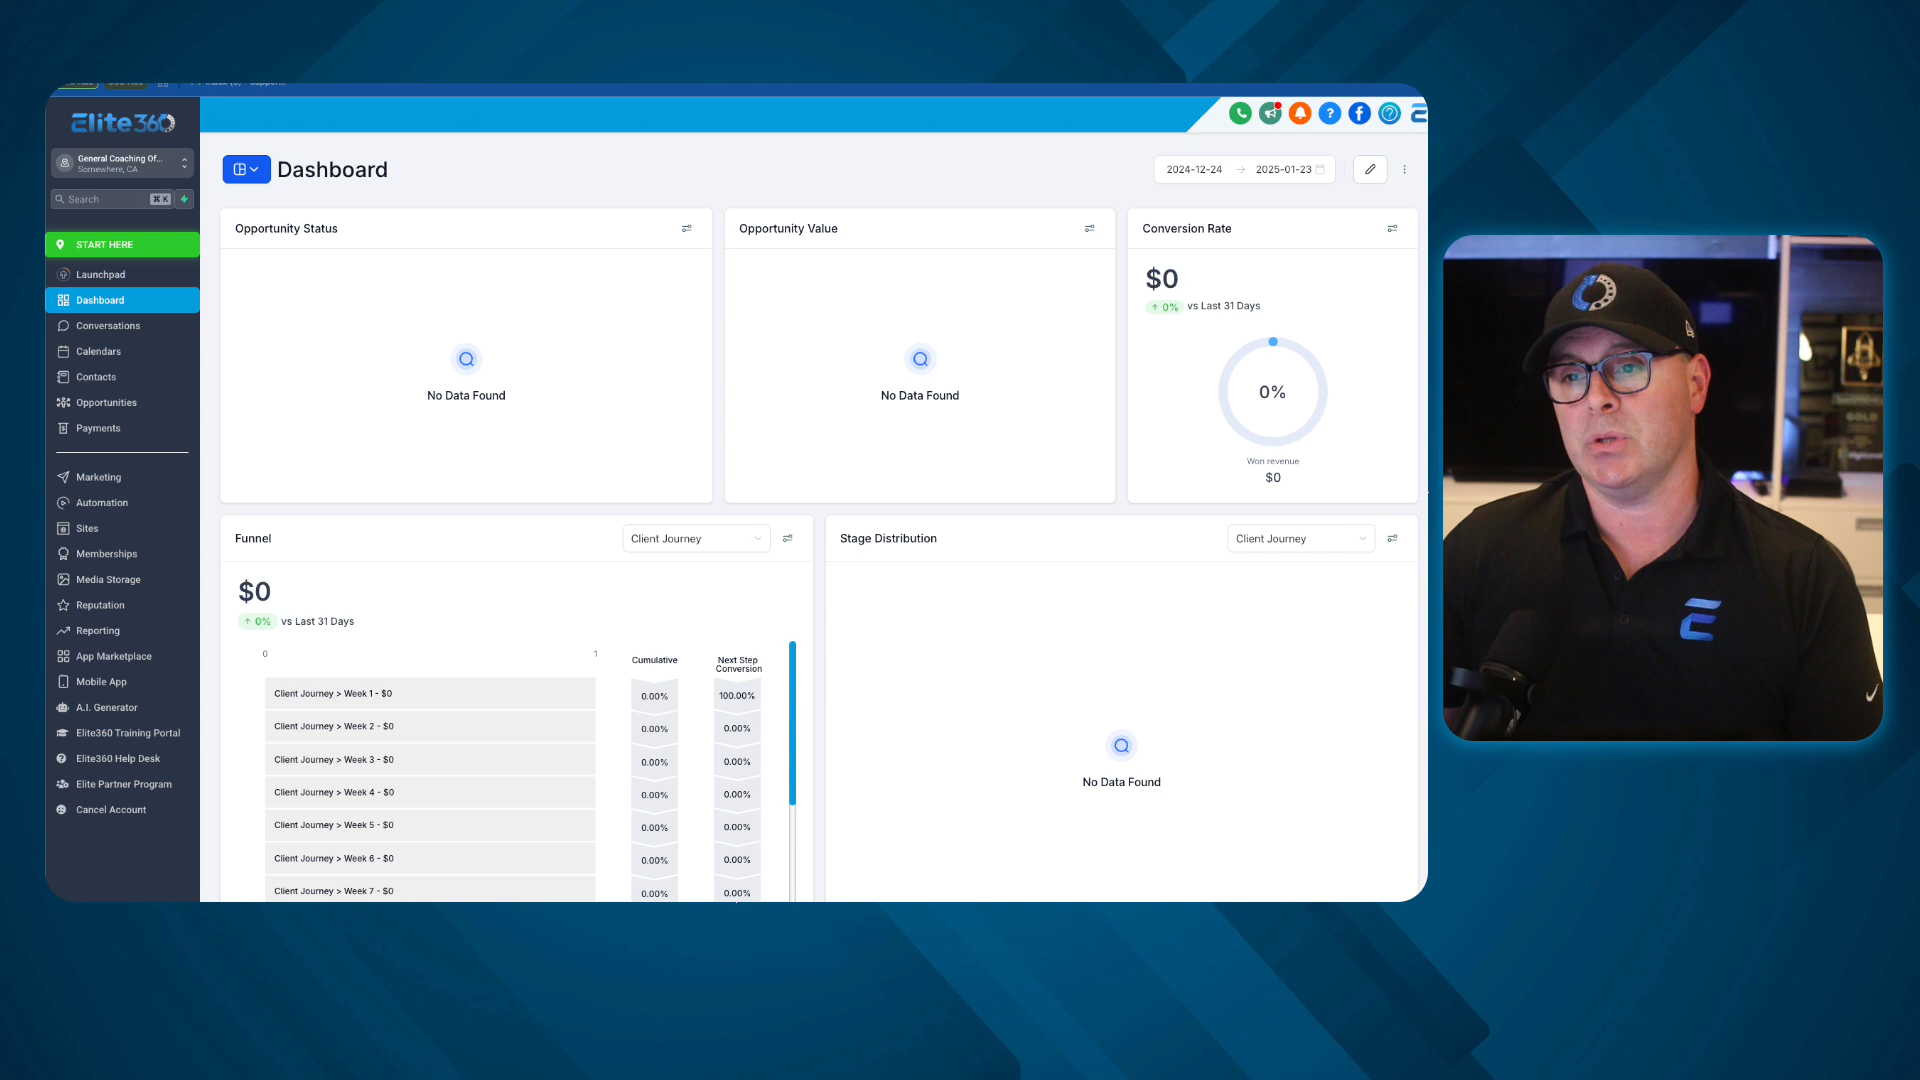 Elite360
General Coaching Of...
Somewhere, CA
Search
⌘ K
START HERE
Launchpad
Dashboard
Conversations
Calendars
Contacts
Opportunities
Payments
Marketing
Automation
Sites
Memberships
Media Storage
Reputation
Reporting
App Marketplace
Mobile App
A.I. Generator
Elite360 Training Portal
Elite360 Help Desk
Elite Partner Program
Cancel Account
Dashboard
2024-12-24 → 2025-01-23
Opportunity Status
No Data Found
Opportunity Value
No Data Found
Conversion Rate
$0
↑ 0% vs Last 31 Days
0%
Won revenue
$0
Funnel
Client Journey
$0
↑ 0% vs Last 31 Days
0 1
Cumulative
Next Step
Conversion
Client Journey > Week 1 - $0 0.00% 100.00%
Client Journey > Week 2 - $0 0.00% 0.00%
Client Journey > Week 3 - $0 0.00% 0.00%
Client Journey > Week 4 - $0 0.00% 0.00%
Client Journey > Week 5 - $0 0.00% 0.00%
Client Journey > Week 6 - $0 0.00% 0.00%
Client Journey > Week 7 - $0 0.00% 0.00%
Stage Distribution
Client Journey
No Data Found
GOLD